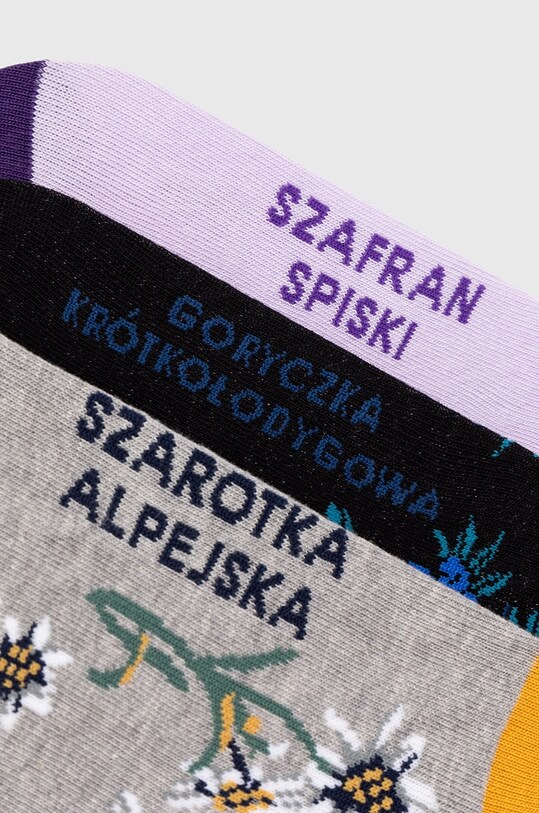 SZAFRAN
SPISKI
GORYCZKA
KRÓTKOŁODYGOWA
SZAROTKA
ALPEJSKA